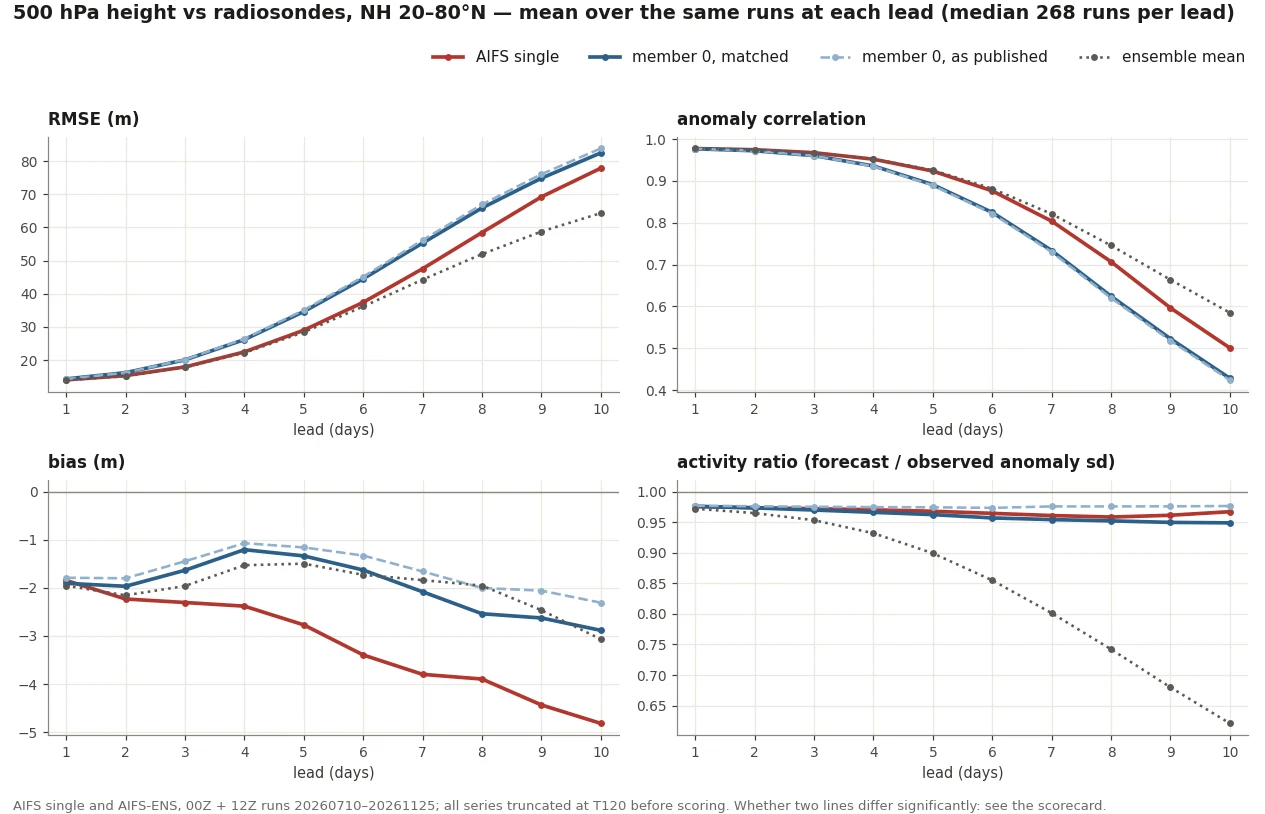 500 hPa height vs radiosondes, NH 20–80°N — mean over the same runs at each lead (median 268 runs per lead)
AIFS single member 0, matched member 0, as published ensemble mean
RMSE (m)
80
70
60
50
40
30
20
1 2 3 4 5 6 7 8 9 10
lead (days)
anomaly correlation
1.0
0.9
0.8
0.7
0.6
0.5
0.4
1 2 3 4 5 6 7 8 9 10
lead (days)
bias (m)
0
−1
−2
−3
−4
−5
1 2 3 4 5 6 7 8 9 10
lead (days)
activity ratio (forecast / observed anomaly sd)
1.00
0.95
0.90
0.85
0.80
0.75
0.70
0.65
1 2 3 4 5 6 7 8 9 10
lead (days)
AIFS single and AIFS-ENS, 00Z + 12Z runs 20260710–20261125; all series truncated at T120 before scoring. Whether two lines differ significantly: see the scorecard.